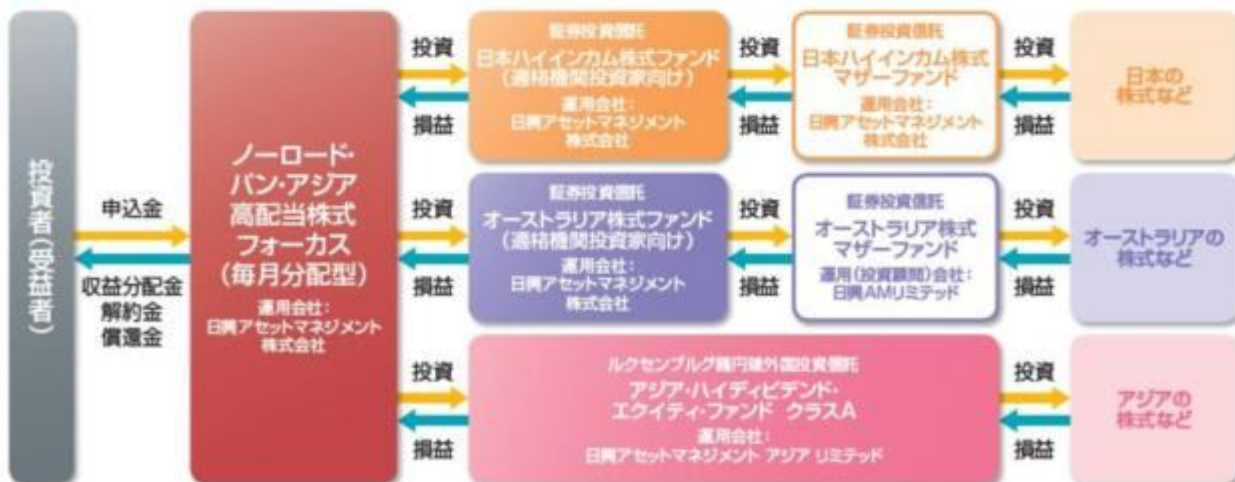 投資者(受益者)
申込金
収益分配金
解約金
償還金
ノーロード・
パン・アジア
高配当株式
フォーカス
(毎月分配型)
運用会社:
日興アセットマネジメント
株式会社
投資
損益
証券投資信託
日本ハイインカム株式ファンド
(適格機関投資家向け)
運用会社:
日興アセットマネジメント
株式会社
投資
損益
証券投資信託
日本ハイインカム株式
マザーファンド
運用会社:
日興アセットマネジメント
株式会社
投資
損益
日本の
株式など
投資
損益
証券投資信託
オーストラリア株式ファンド
(適格機関投資家向け)
運用会社:
日興アセットマネジメント
株式会社
投資
損益
証券投資信託
オーストラリア株式
マザーファンド
運用(投資顧問)会社:
日興AMリミテッド
投資
損益
オーストラリアの
株式など
投資
損益
ルクセンブルグ籍円建外国投資信託
アジア・ハイディビデンド・
エクイティ・ファンド クラスA
運用会社:
日興アセットマネジメント アジア リミテッド
投資
損益
アジアの
株式など